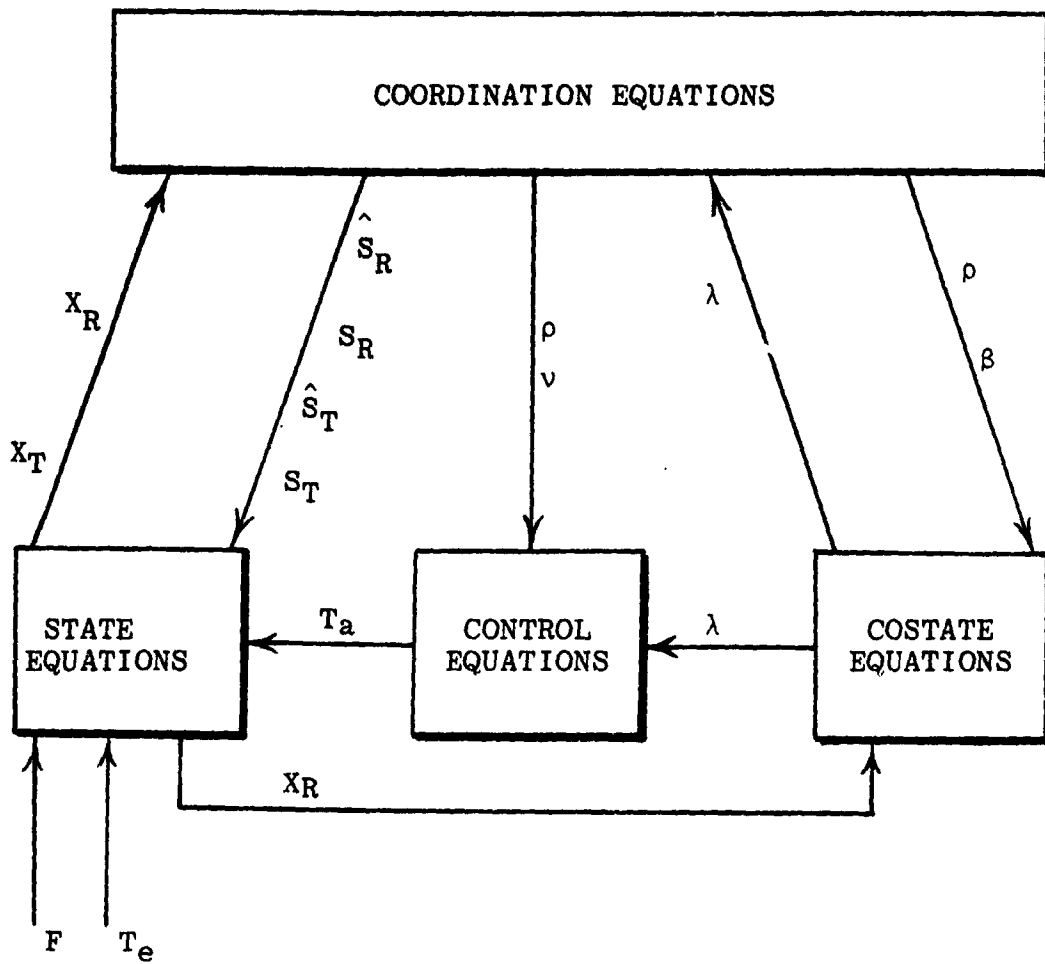 COORDINATION EQUATIONS
X_R
X_T
Ŝ_R
S_R
Ŝ_T
S_T
ρ
ν
λ
ρ
β
STATE
EQUATIONS
T_a
CONTROL
EQUATIONS
λ
COSTATE
EQUATIONS
X_R
F
T_e